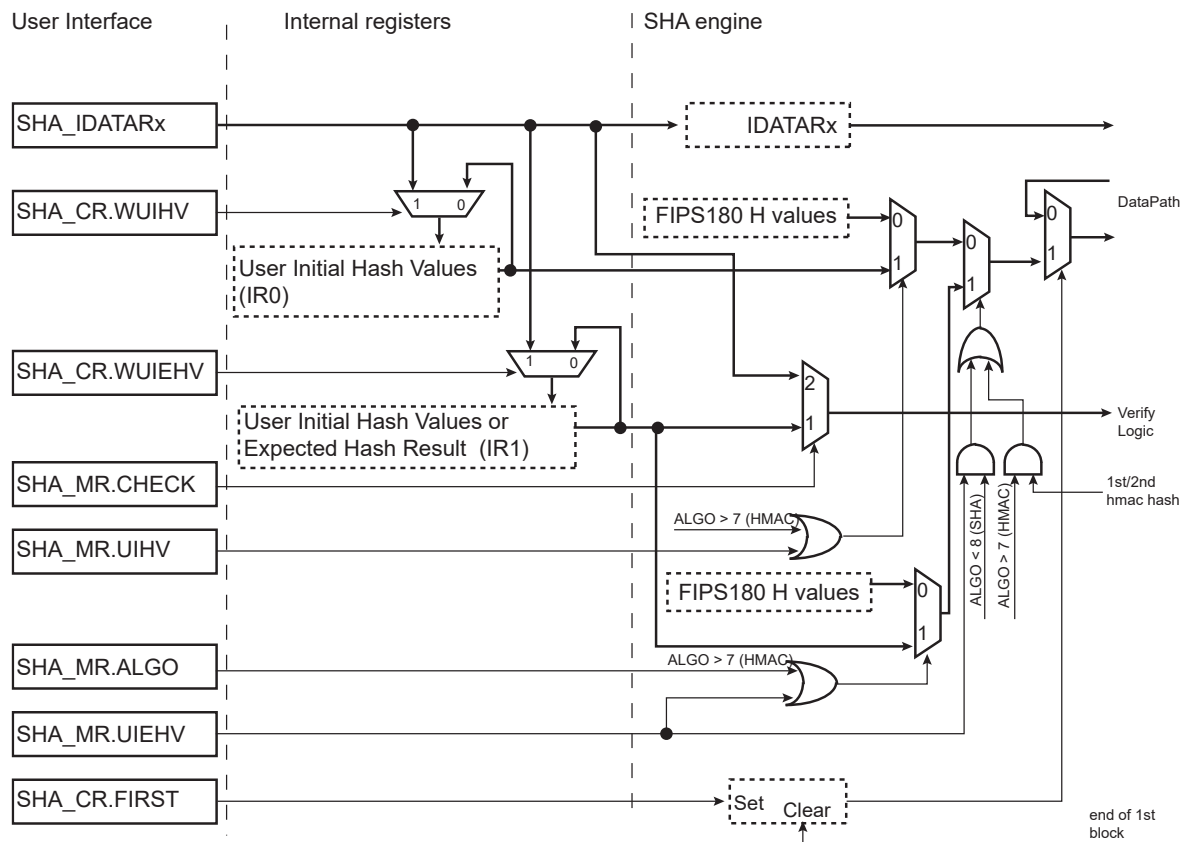 User Interface
Internal registers
SHA engine
SHA_IDATARx
IDATARx
SHA_CR.WUIHV
1 0
FIPS180 H values
0
1
0
1
0
1
DataPath
User Initial Hash Values
(IR0)
SHA_CR.WUIEHV
1 0
2
1
Verify
Logic
User Initial Hash Values or
Expected Hash Result (IR1)
SHA_MR.CHECK
1st/2nd
hmac hash
ALGO < 8 (SHA)
ALGO > 7 (HMAC)
ALGO > 7 (HMAC)
SHA_MR.UIHV
FIPS180 H values
0
1
SHA_MR.ALGO
ALGO > 7 (HMAC)
SHA_MR.UIEHV
SHA_CR.FIRST
Set Clear
end of 1st
block